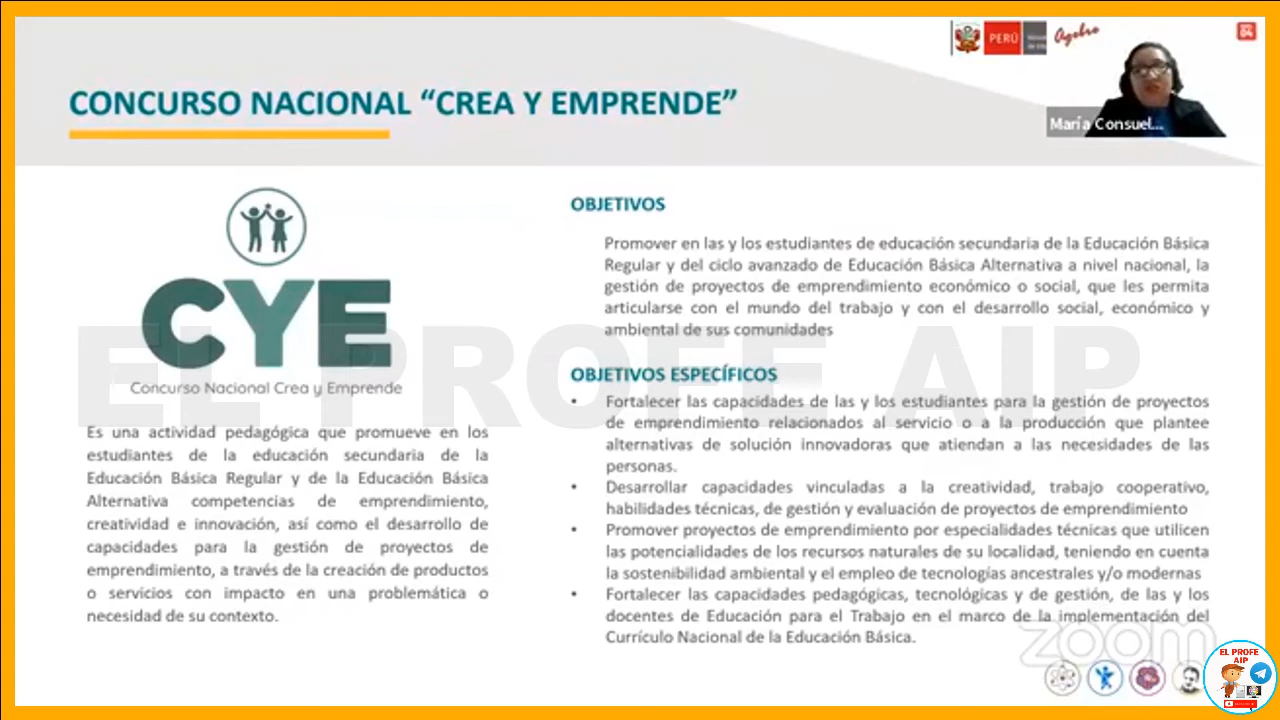 PERÚ
UGEL
04
CONCURSO NACIONAL “CREA Y EMPRENDE”
María Consuel...
CYE
Concurso Nacional Crea y Emprende
Es una actividad pedagógica que promueve en los
estudiantes de la educación secundaria de la
Educación Básica Regular y de la Educación Básica
Alternativa competencias de emprendimiento,
creatividad e innovación, así como el desarrollo de
capacidades para la gestión de proyectos de
emprendimiento, a través de la creación de productos
o servicios con impacto en una problemática o
necesidad de su contexto.
OBJETIVOS
Promover en las y los estudiantes de educación secundaria de la Educación Básica
Regular y del ciclo avanzado de Educación Básica Alternativa a nivel nacional, la
gestión de proyectos de emprendimiento económico o social, que les permita
articularse con el mundo del trabajo y con el desarrollo social, económico y
ambiental de sus comunidades
OBJETIVOS ESPECÍFICOS
• Fortalecer las capacidades de las y los estudiantes para la gestión de proyectos
de emprendimiento relacionados al servicio o a la producción que plantee
alternativas de solución innovadoras que atiendan a las necesidades de las
personas.
• Desarrollar capacidades vinculadas a la creatividad, trabajo cooperativo,
habilidades técnicas, de gestión y evaluación de proyectos de emprendimiento
• Promover proyectos de emprendimiento por especialidades técnicas que utilicen
las potencialidades de los recursos naturales de su localidad, teniendo en cuenta
la sostenibilidad ambiental y el empleo de tecnologías ancestrales y/o modernas
• Fortalecer las capacidades pedagógicas, tecnológicas y de gestión, de las y los
docentes de Educación para el Trabajo en el marco de la implementación del
Currículo Nacional de la Educación Básica.
EL PROFE AIP
zoom
EL PROFE
AIP